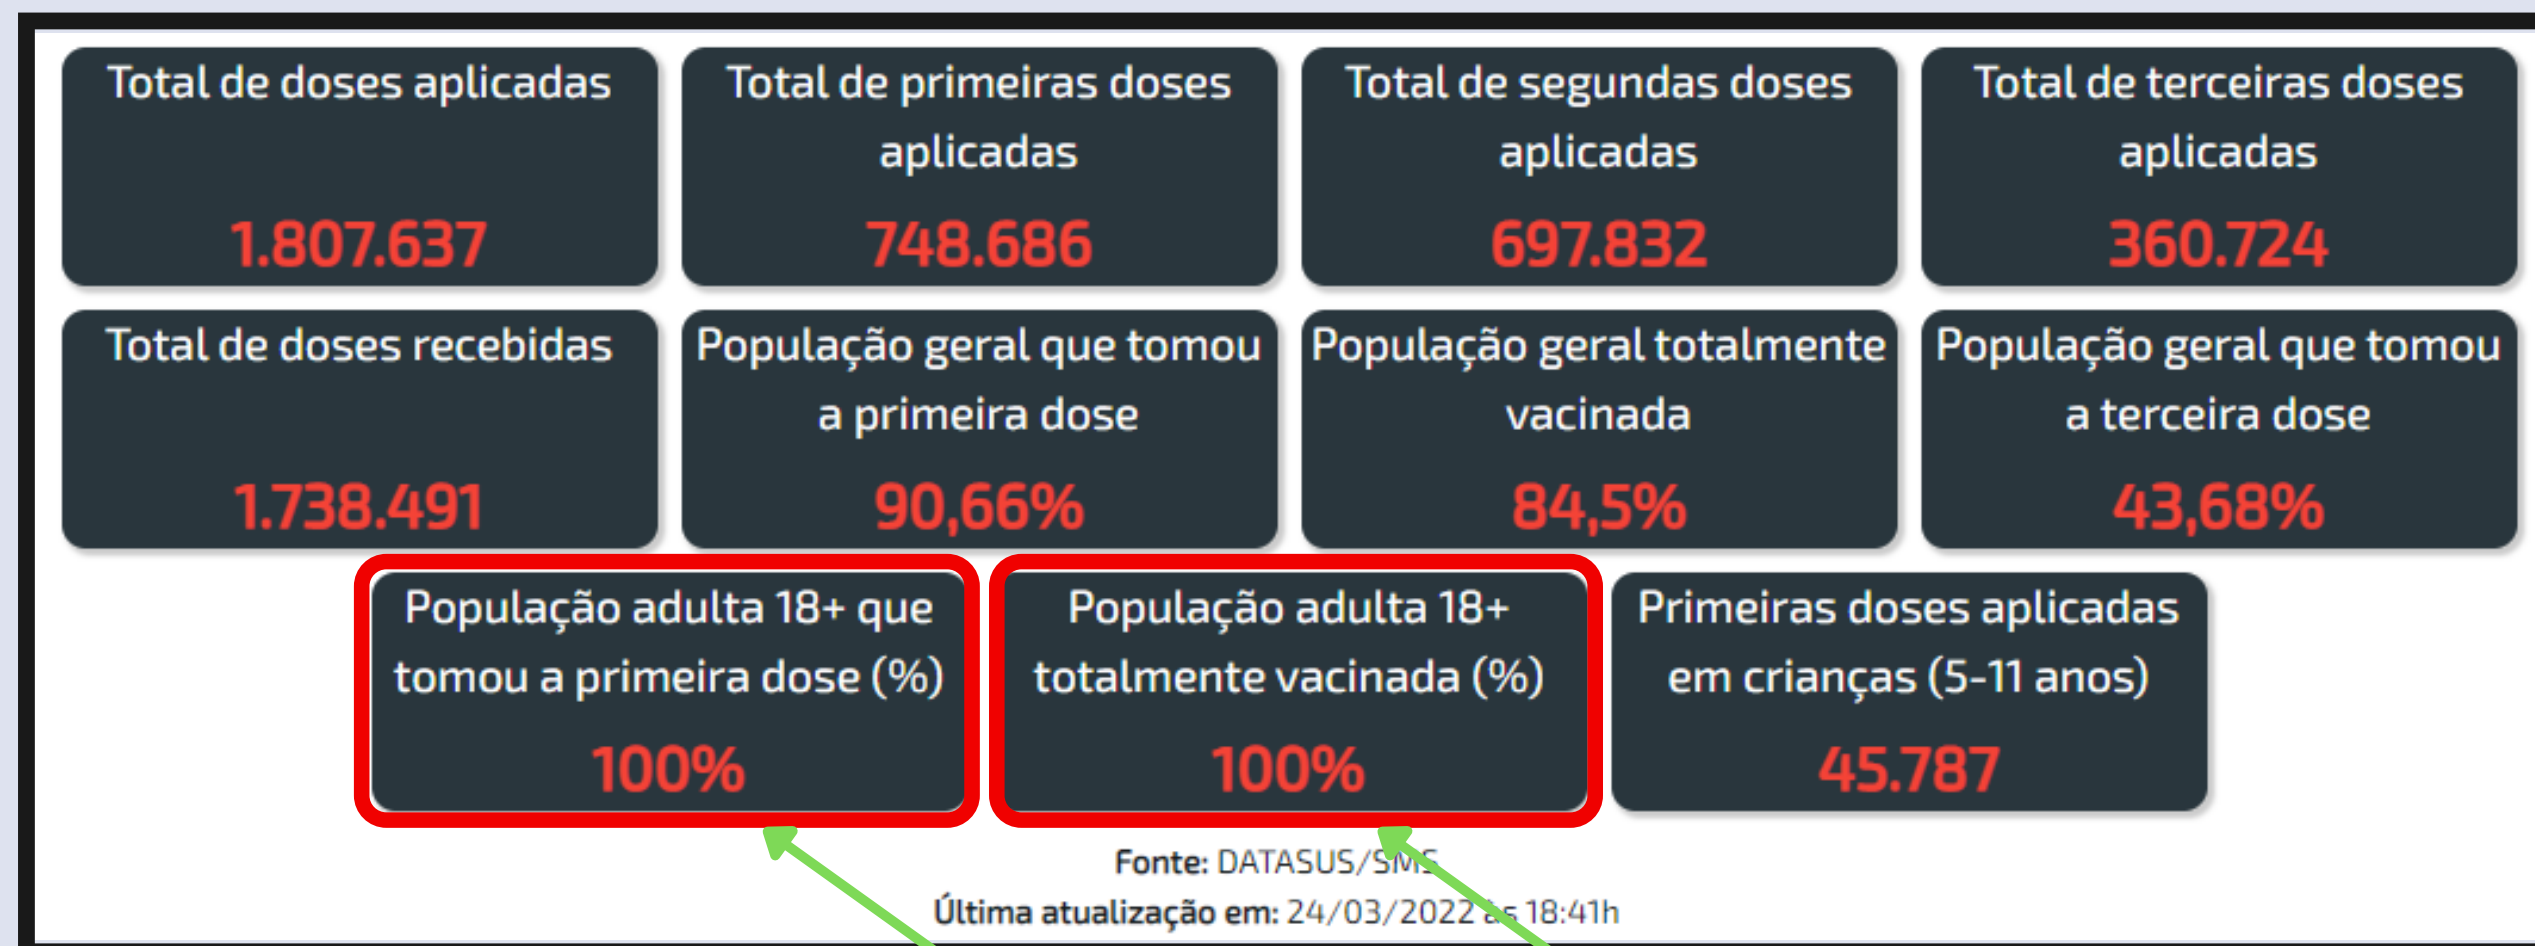 Total de doses aplicadas
1.807.637
Total de primeiras doses
aplicadas
748.686
Total de segundas doses
aplicadas
697.832
Total de terceiras doses
aplicadas
360.724
Total de doses recebidas
1.738.491
População geral que tomou
a primeira dose
90,66%
População geral totalmente
vacinada
84,5%
População geral que tomou
a terceira dose
43,68%
População adulta 18+ que
tomou a primeira dose (%)
100%
População adulta 18+
totalmente vacinada (%)
100%
Primeiras doses aplicadas
em crianças (5-11 anos)
45.787
Fonte: DATASUS/SMS
Última atualização em: 24/03/2022 às 18:41h